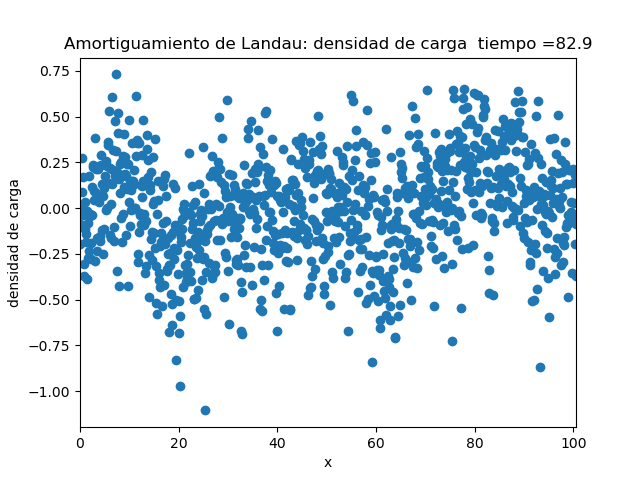 Amortiguamiento de Landau: densidad de carga  tiempo =82.9
0.75
0.50
0.25
0.00
−0.25
−0.50
−0.75
−1.00
densidad de carga
0 20 40 60 80 100
x